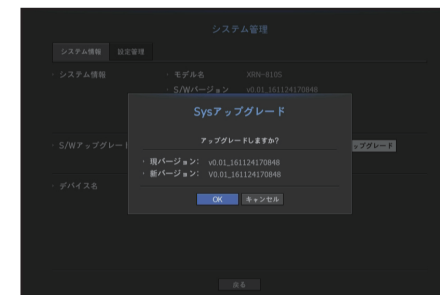 システム管理
システム情報 設定管理
・ システム情報 ・ モデル名 XRN-810S
・ S/Wバージョン v0.01_161124170848
Sysアップグレード
アップグレードしますか?
・ S/Wアップグレード ップグレード
・ 現バージョン: v0.01_161124170848
・ 新バージョン: V0.01_161124170848
・ デバイス名
OK キャンセル
戻る